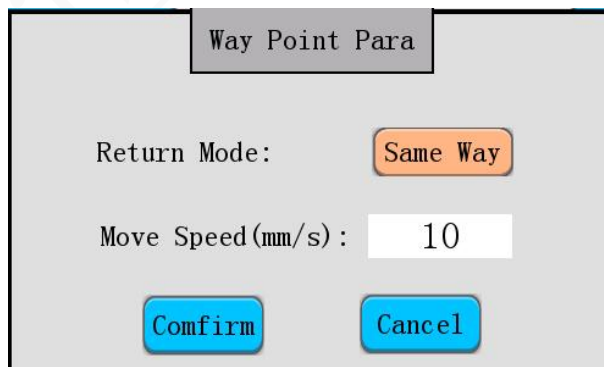 Way Point Para
Return Mode: Same Way
Move Speed(mm/s): 10
Comfirm Cancel